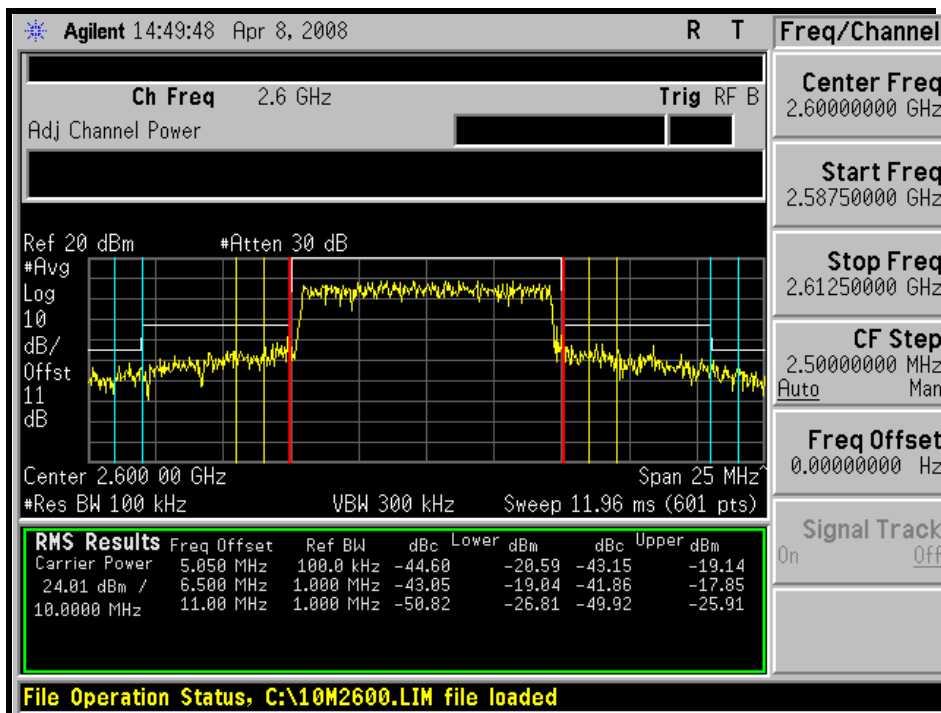 Agilent 14:49:48 Apr 8, 2008 R T
Freq/Channel
Ch Freq 2.6 GHz Trig RF B
Adj Channel Power
Center Freq
2.60000000 GHz
Start Freq
2.58750000 GHz
Stop Freq
2.61250000 GHz
CF Step
2.50000000 MHz
Auto Man
Freq Offset
0.00000000 Hz
Signal Track
On Off
Ref 20 dBm #Atten 30 dB
#Avg
Log
10
dB/
Offst
11
dB
Center 2.600 00 GHz Span 25 MHz^
#Res BW 100 kHz VBW 300 kHz Sweep 11.96 ms (601 pts)
RMS Results Freq Offset Ref BW dBc Lower dBm dBc Upper dBm
Carrier Power 5.050 MHz 100.0 kHz -44.60 -20.59 -43.15 -19.14
24.01 dBm / 6.500 MHz 1.000 MHz -43.05 -19.04 -41.86 -17.85
10.0000 MHz 11.00 MHz 1.000 MHz -50.82 -26.81 -49.92 -25.91
File Operation Status, C:\10M2600.LIM file loaded